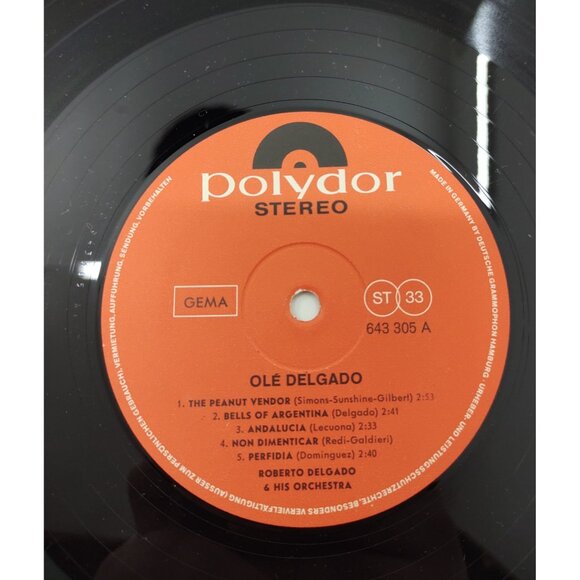 polydor
STEREO
GEMA
ST 33
643 305 A
OLÉ DELGADO
1. THE PEANUT VENDOR (Simons-Sunshine-Gilbert) 2:53
2. BELLS OF ARGENTINA (Delgado) 2:41
3. ANDALUCIA (Lecuona) 2:33
4. NON DIMENTICAR (Redi-Galdieri)
5. PERFIDIA (Dominguez) 2:40
ROBERTO DELGADO
& HIS ORCHESTRA
MADE IN GERMANY BY DEUTSCHE GRAMMOPHON HAMBURG · URHEBER- UND LEISTUNGSSCHUTZRECHTE, BESONDERS VERVIELFÄLTIGUNG (AUSSER ZUM PERSÖNLICHEN GEBRAUCH), VERMIETUNG, AUFFÜHRUNG, SENDUNG, VORBEHALTEN